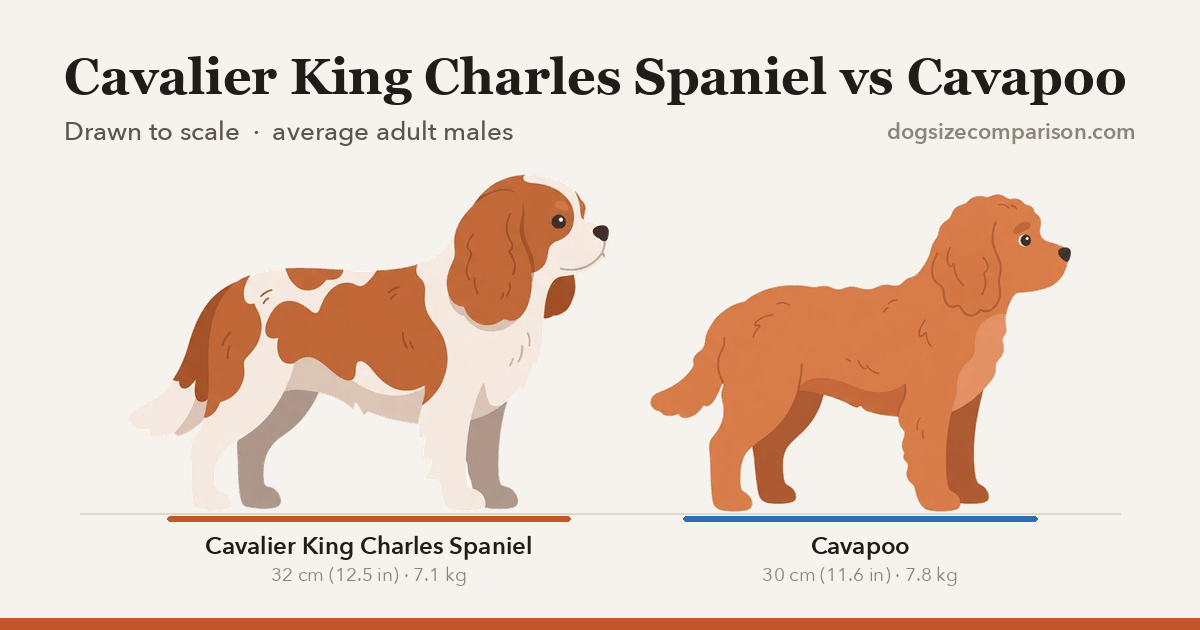 Cavalier King Charles Spaniel vs Cavapoo
Drawn to scale · average adult males
dogsizecomparison.com
Cavalier King Charles Spaniel
32 cm (12.5 in) · 7.1 kg
Cavapoo
30 cm (11.6 in) · 7.8 kg